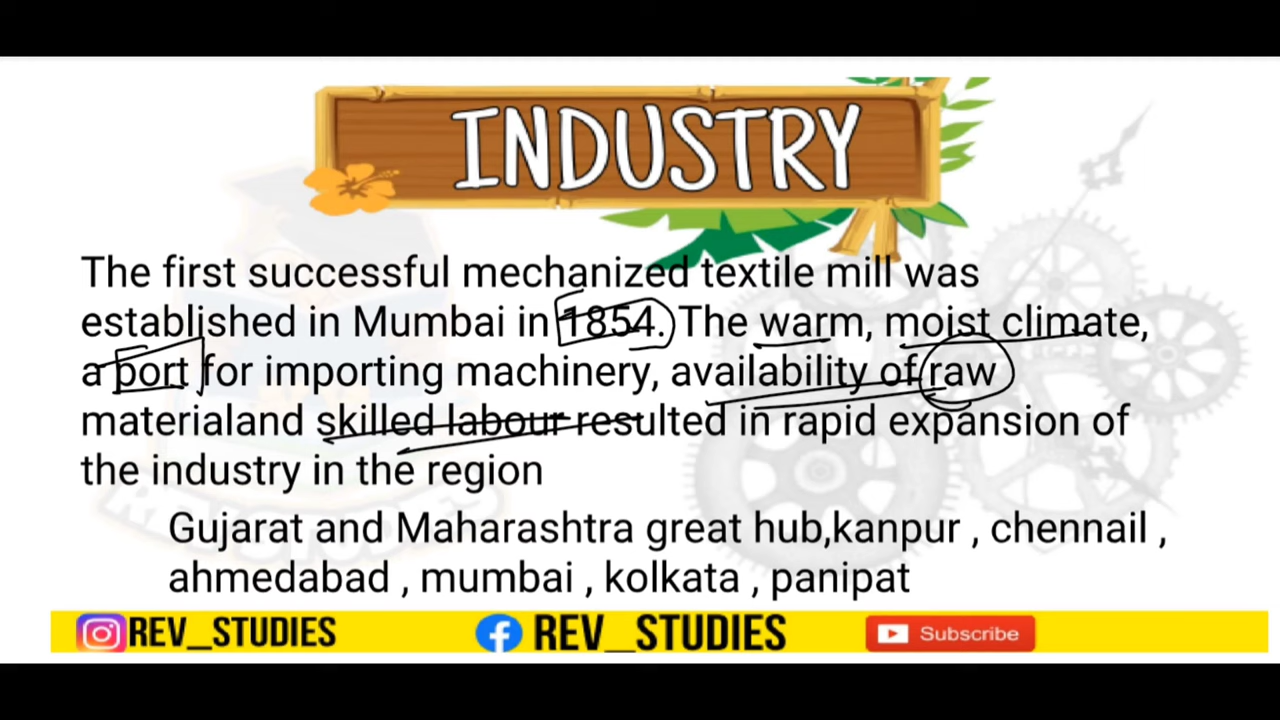 INDUSTRY
The first successful mechanized textile mill was
established in Mumbai in 1854. The warm, moist climate,
a port for importing machinery, availability of raw
materialand skilled labour resulted in rapid expansion of
the industry in the region
Gujarat and Maharashtra great hub,kanpur , chennail ,
ahmedabad , mumbai , kolkata , panipat
REV_STUDIES REV_STUDIES Subscribe